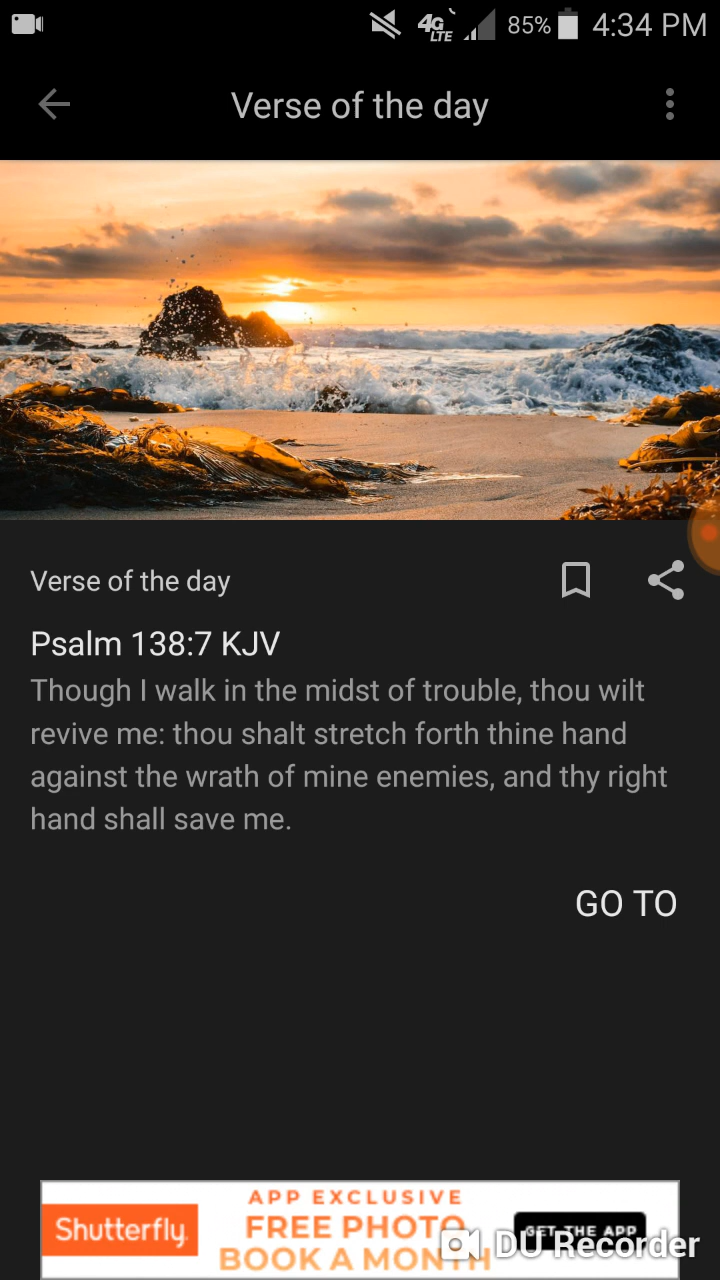 4G LTE 85% 4:34 PM
Verse of the day
Verse of the day
Psalm 138:7 KJV
Though I walk in the midst of trouble, thou wilt
revive me: thou shalt stretch forth thine hand
against the wrath of mine enemies, and thy right
hand shall save me.
GO TO
APP EXCLUSIVE
Shutterfly.
FREE PHOTO
BOOK A MONTH
GET THE APP
DU Recorder